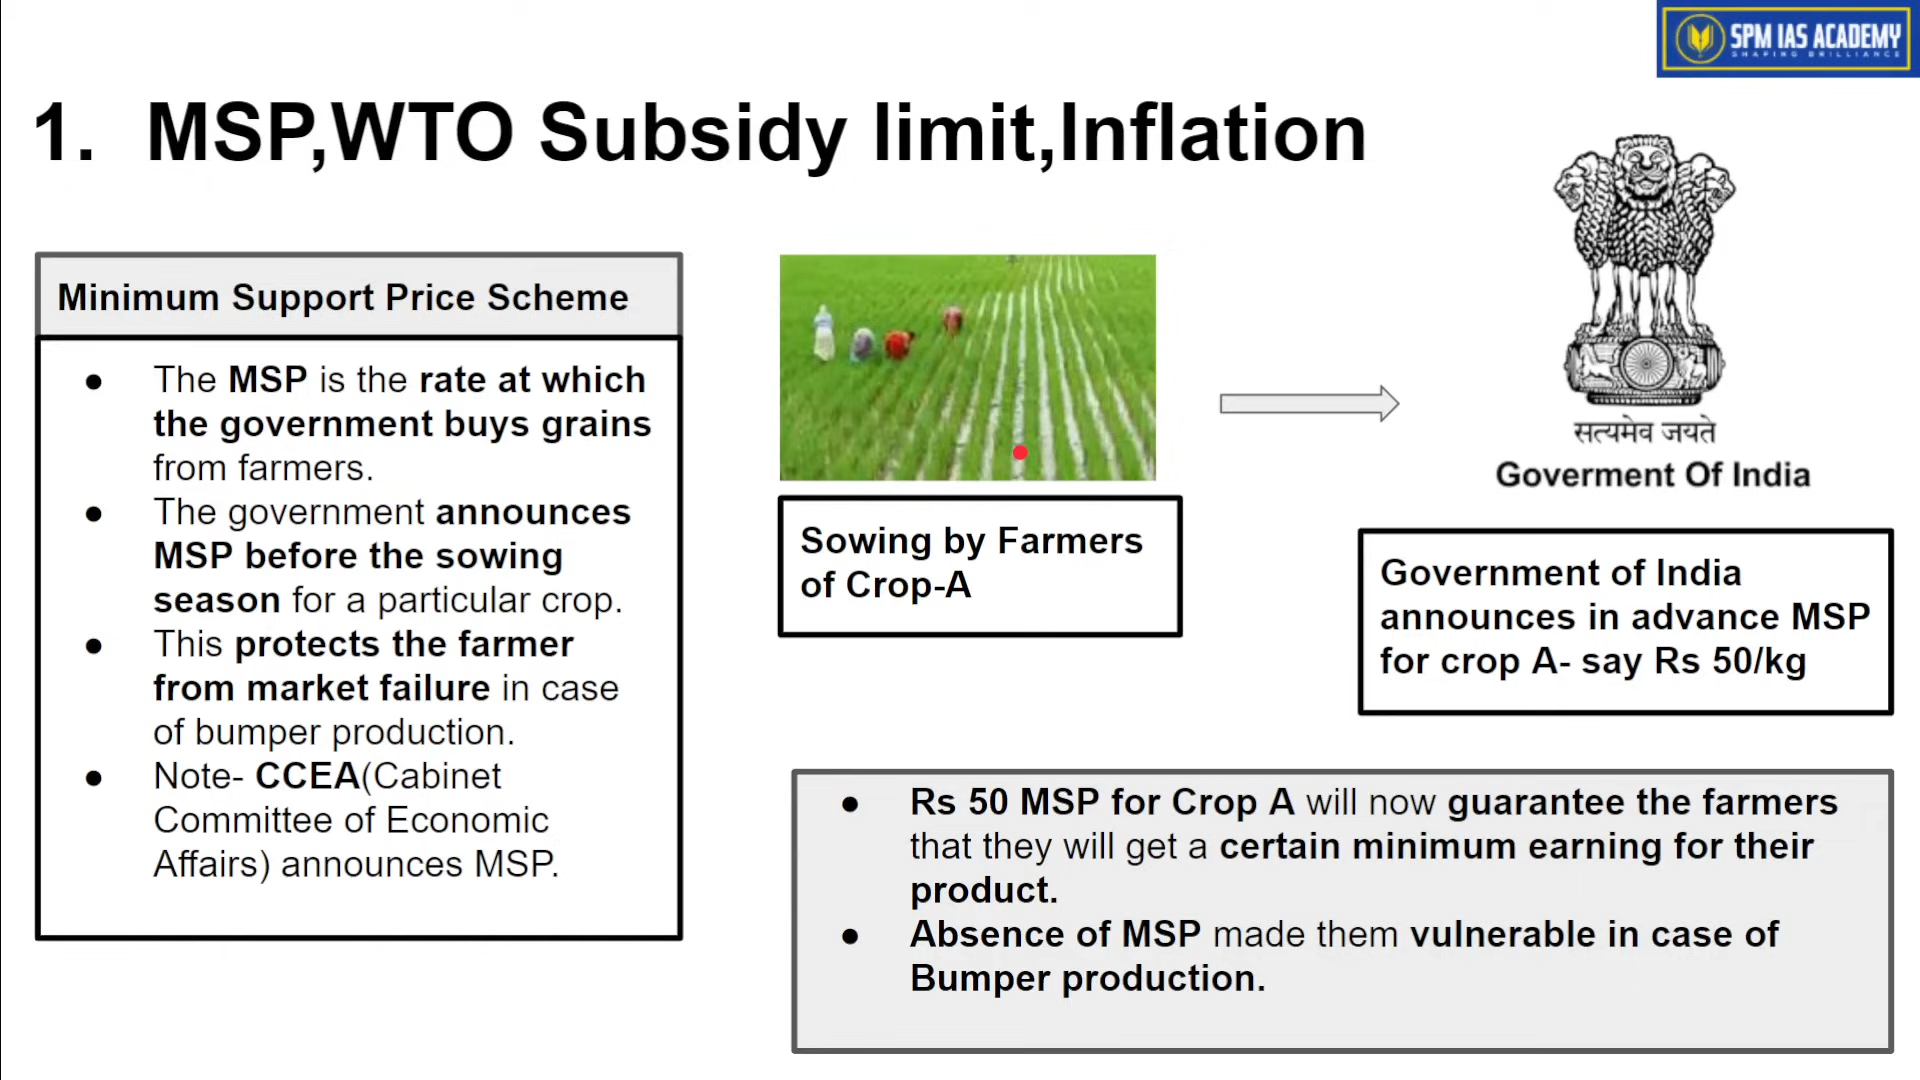 SPM IAS ACADEMY
SHAPING BRILLIANCE
1. MSP,WTO Subsidy limit,Inflation
Minimum Support Price Scheme
● The MSP is the rate at which
the government buys grains
from farmers.
● The government announces
MSP before the sowing
season for a particular crop.
● This protects the farmer
from market failure in case
of bumper production.
● Note- CCEA(Cabinet
Committee of Economic
Affairs) announces MSP.
Sowing by Farmers
of Crop-A
सत्यमेव जयते
Goverment Of India
Government of India
announces in advance MSP
for crop A- say Rs 50/kg
● Rs 50 MSP for Crop A will now guarantee the farmers
that they will get a certain minimum earning for their
product.
● Absence of MSP made them vulnerable in case of
Bumper production.